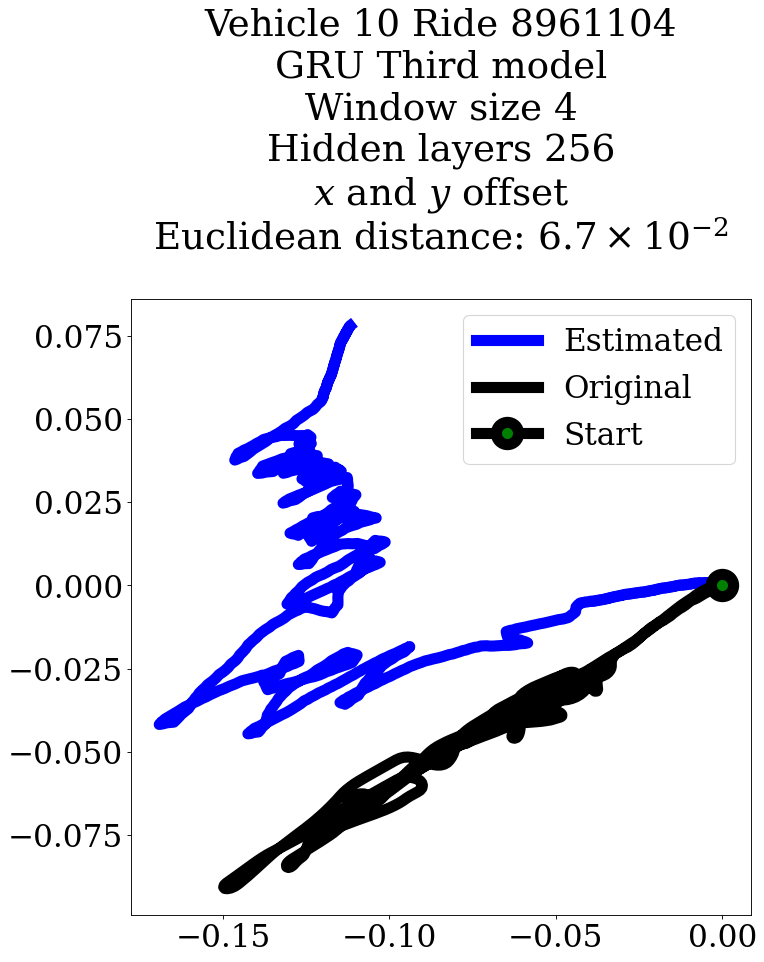 Vehicle 10 Ride 8961104
GRU Third model
Window size 4
Hidden layers 256
x and y offset
Euclidean distance: 6.7 × 10⁻²
Estimated
Original
Start
0.075
0.050
0.025
0.000
−0.025
−0.050
−0.075
−0.15 −0.10 −0.05 0.00